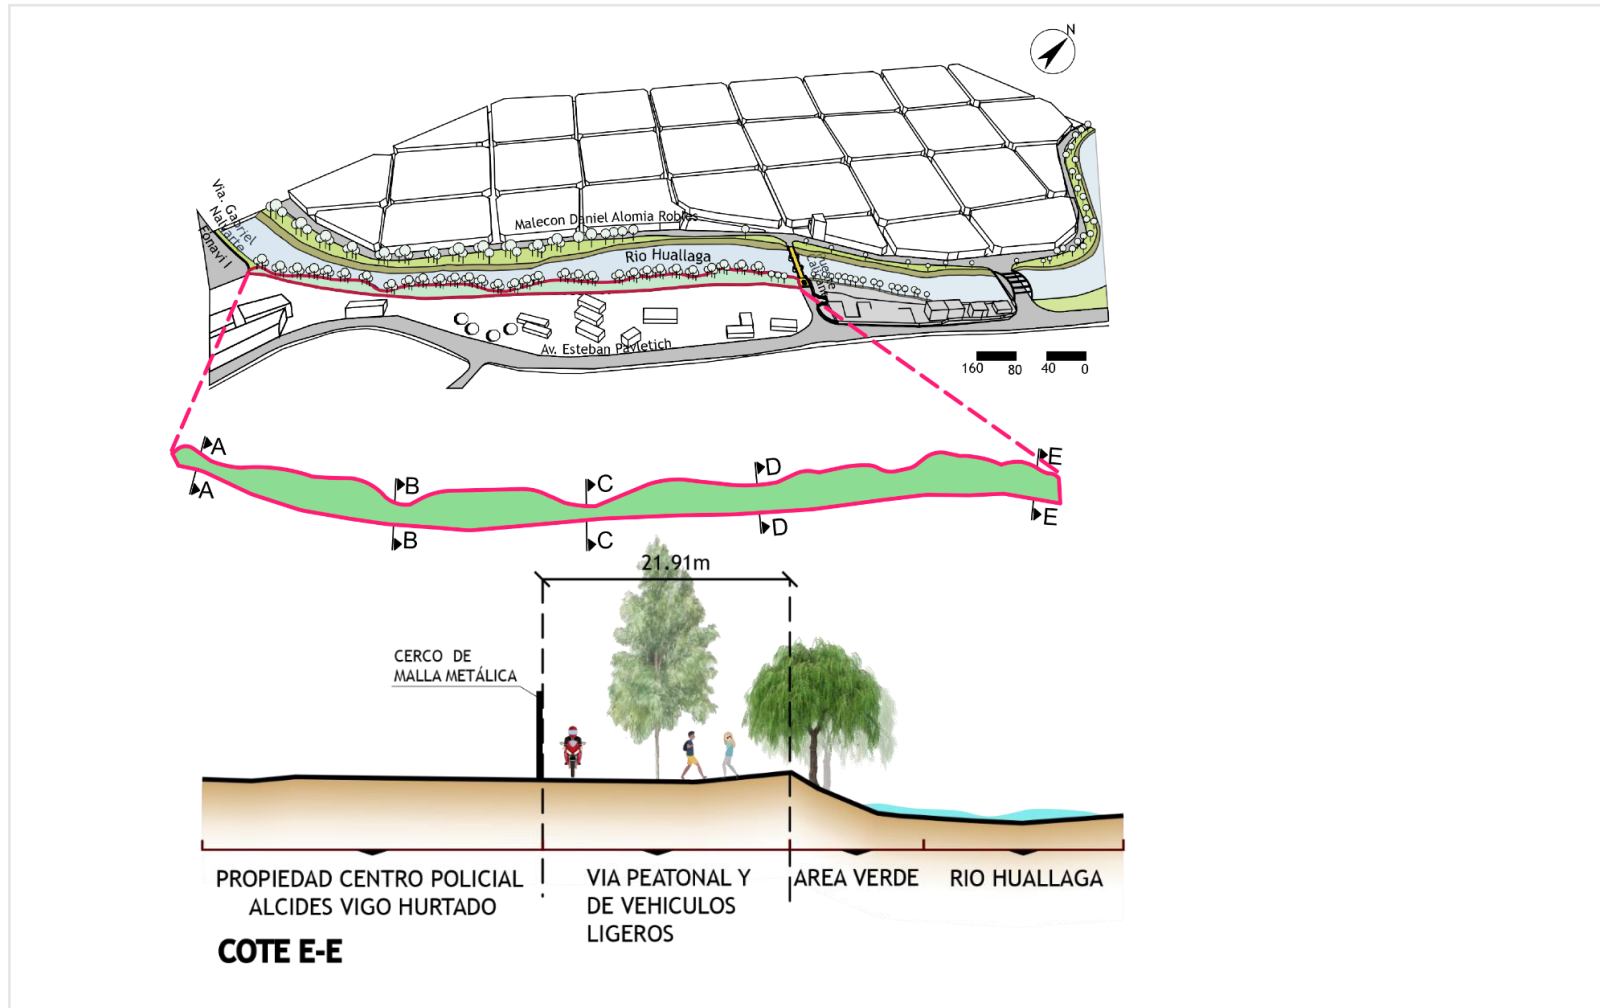 N
Via. Gabriel
Navarle
Fonavi I
Malecon Daniel Alomia Robles
Rio Huallaga
Puente
Av. Esteban Pavletich
160 80 40 0
A
A
B
B
C
C
D
D
E
E
21.91m
CERCO DE
MALLA METÁLICA
PROPIEDAD CENTRO POLICIAL
ALCIDES VIGO HURTADO
VIA PEATONAL Y
DE VEHICULOS
LIGEROS
AREA VERDE
RIO HUALLAGA
COTE E-E